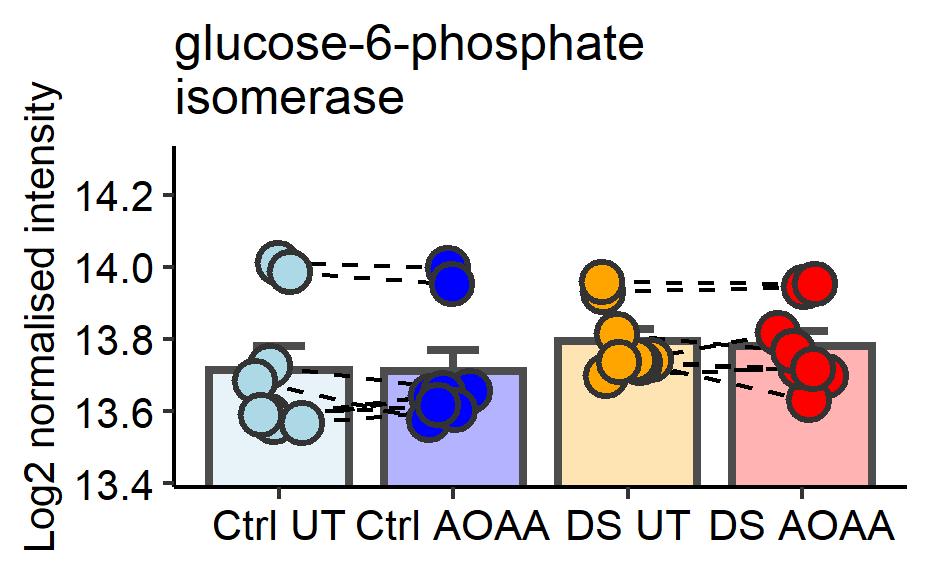 glucose-6-phosphate
isomerase
Log2 normalised intensity
14.2
14.0
13.8
13.6
13.4
Ctrl UT Ctrl AOAA DS UT DS AOAA